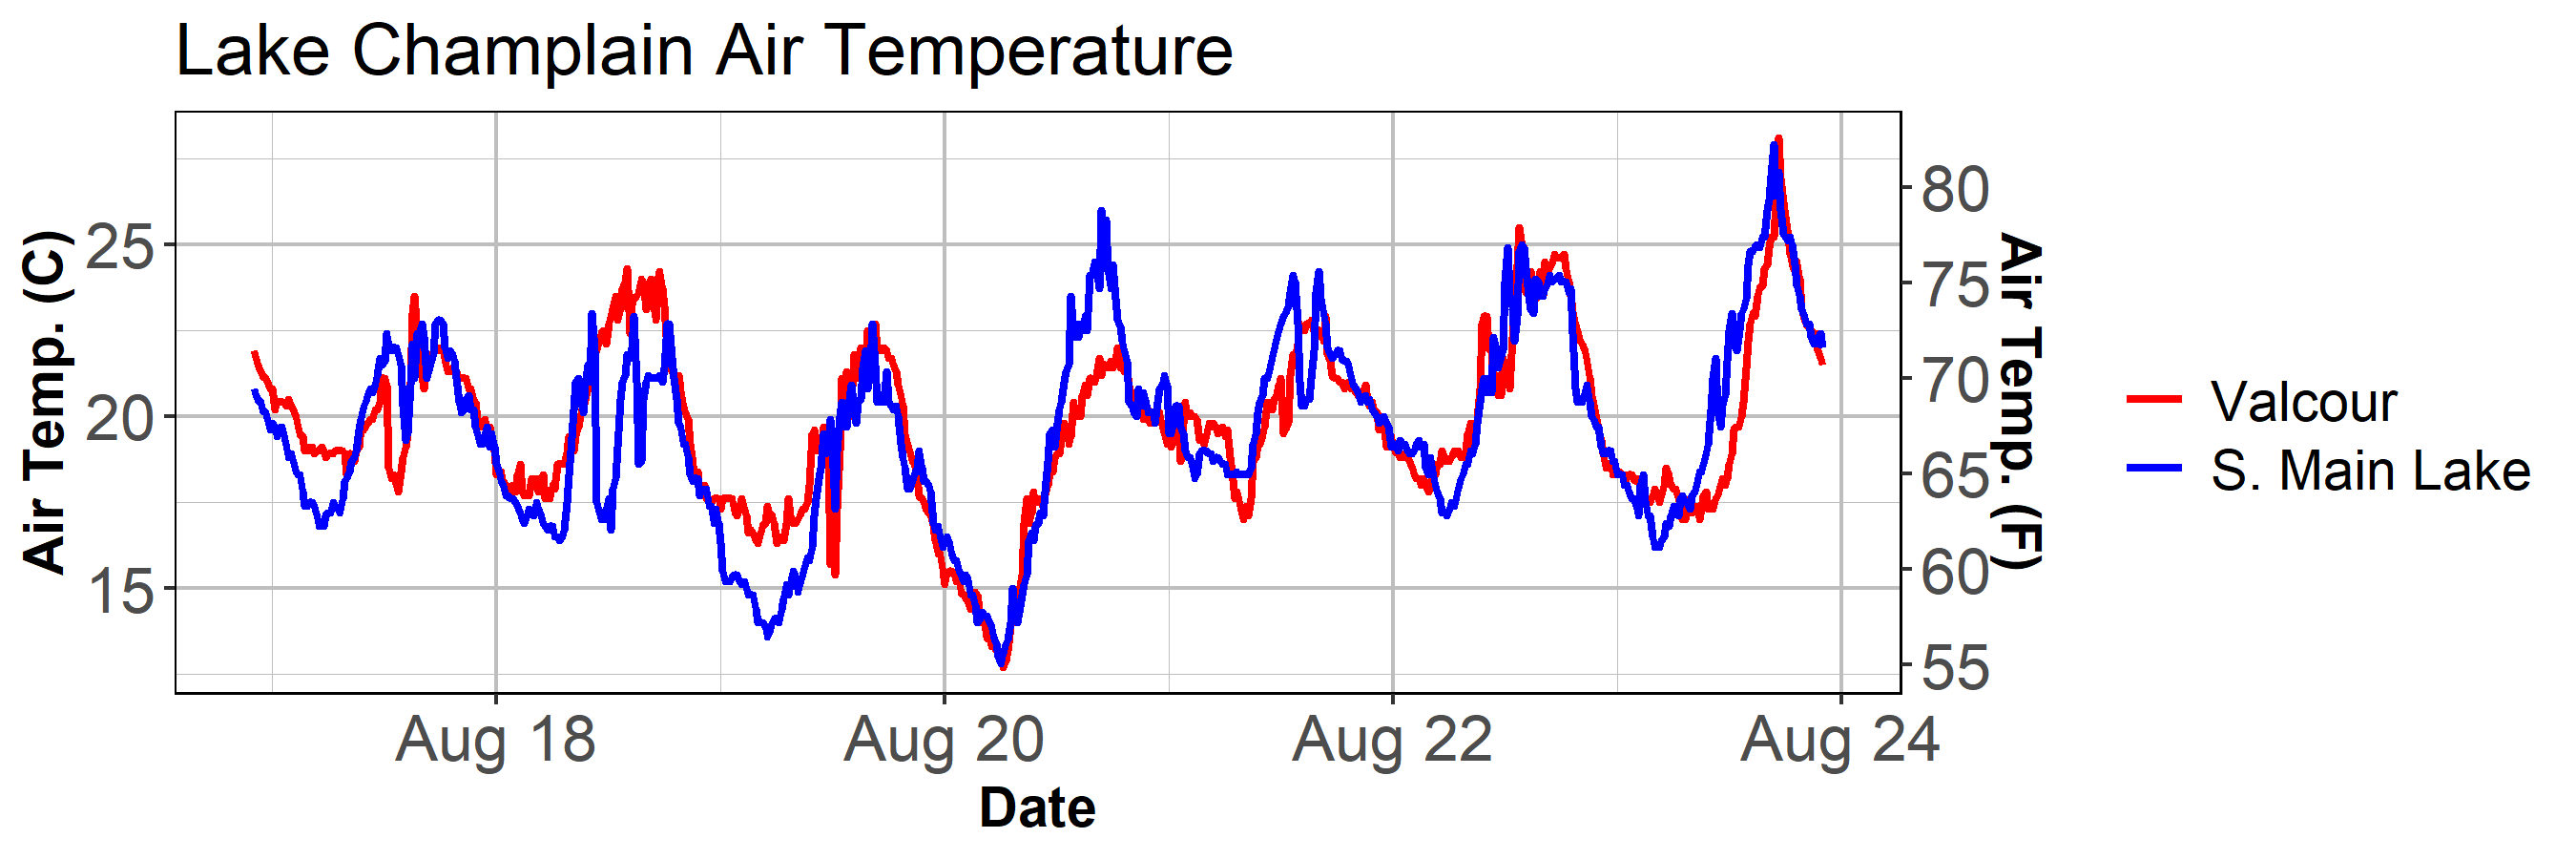 Lake Champlain Air Temperature
Air Temp. (C)
25
20
15
80
75
70
65
60
55
Air Temp. (F)
Valcour
S. Main Lake
Aug 18
Aug 20
Aug 22
Aug 24
Date